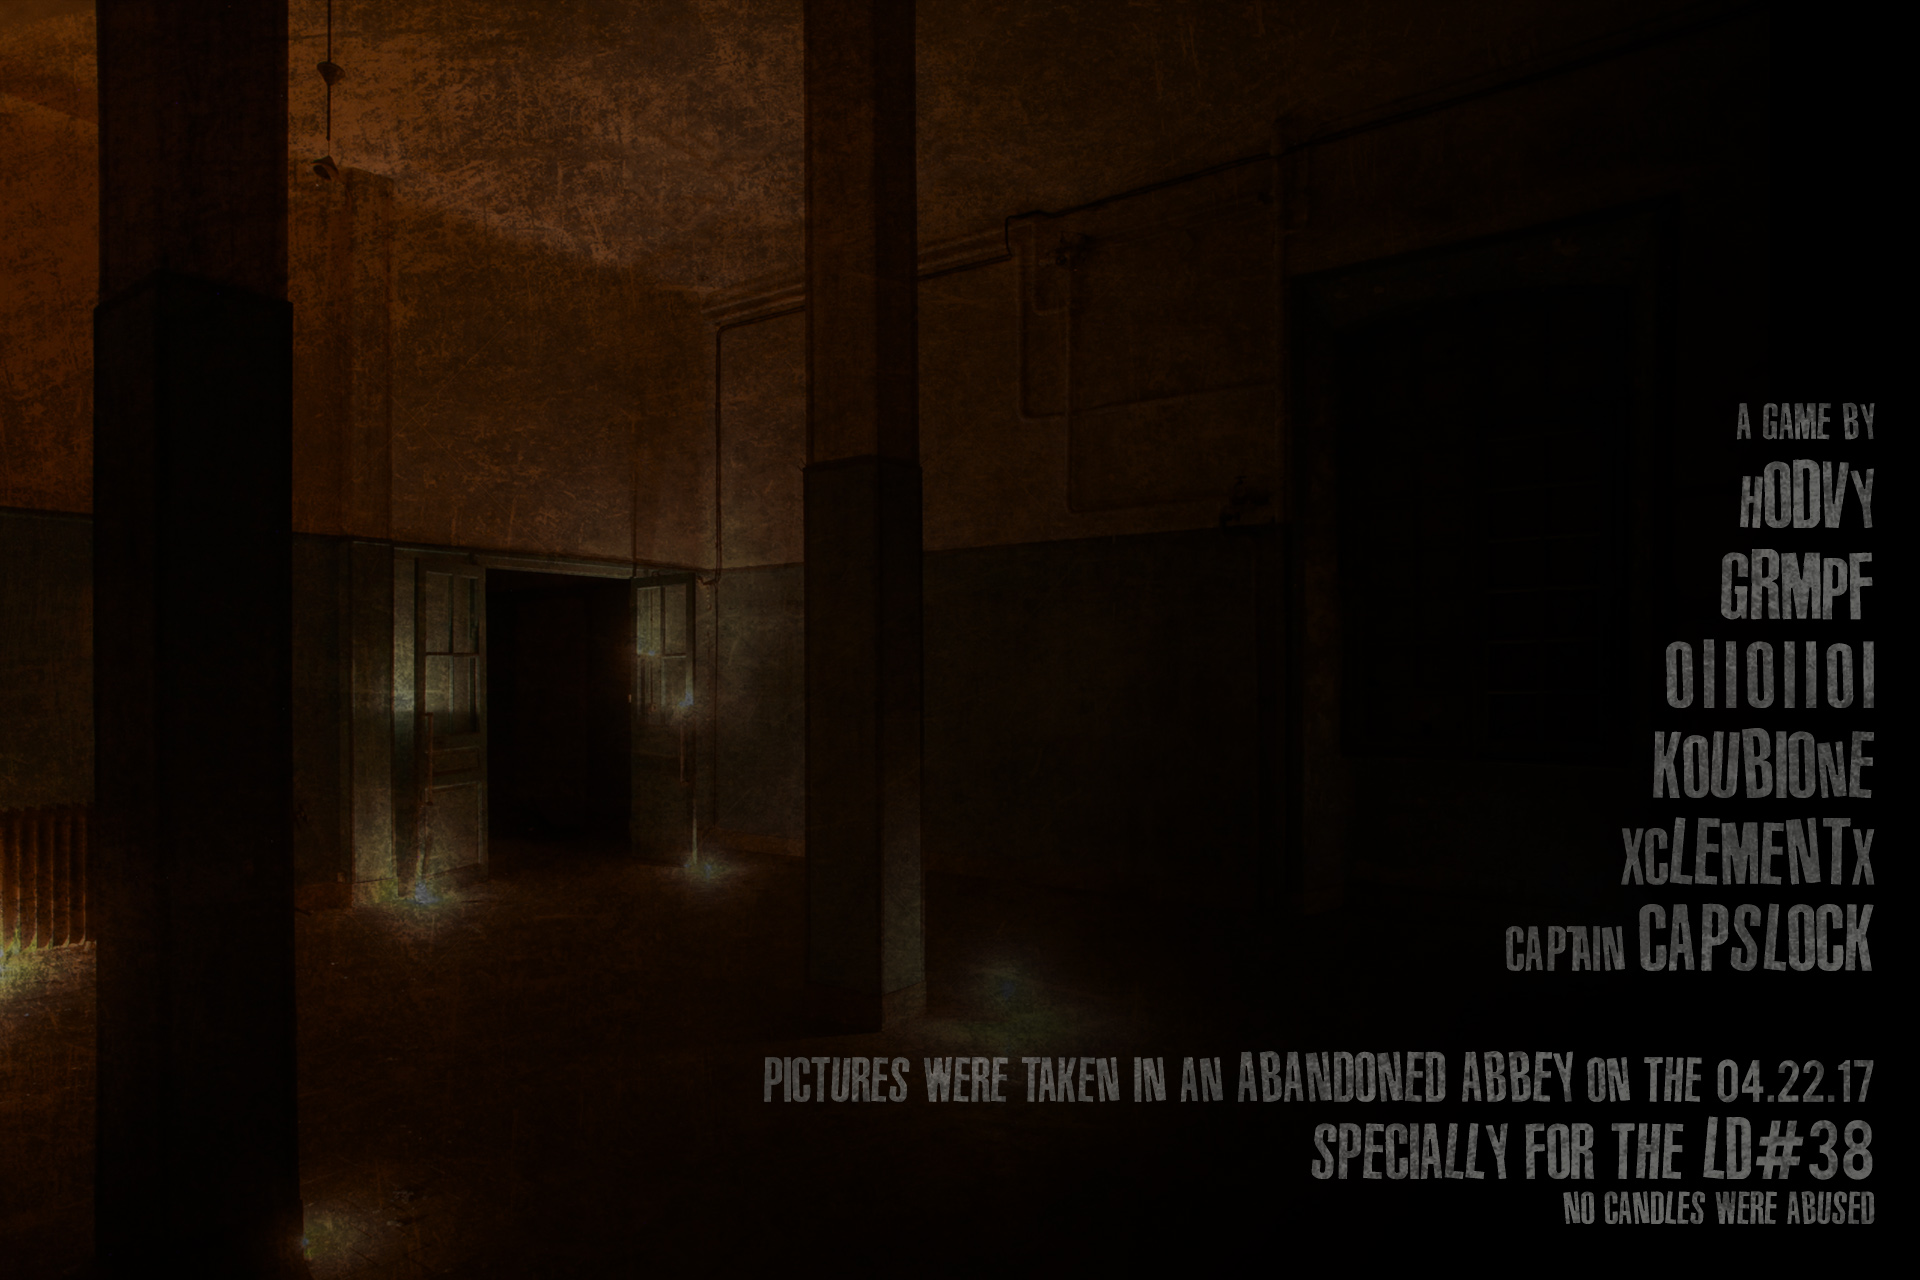 A GAME BY
HODVY
GRMPF
01101101
KOUBIONE
XCLEMENTX
CAPTAIN CAPSLOCK
PICTURES WERE TAKEN IN AN ABANDONED ABBEY ON THE 04.22.17
SPECIALLY FOR THE LD#38
NO CANDLES WERE ABUSED